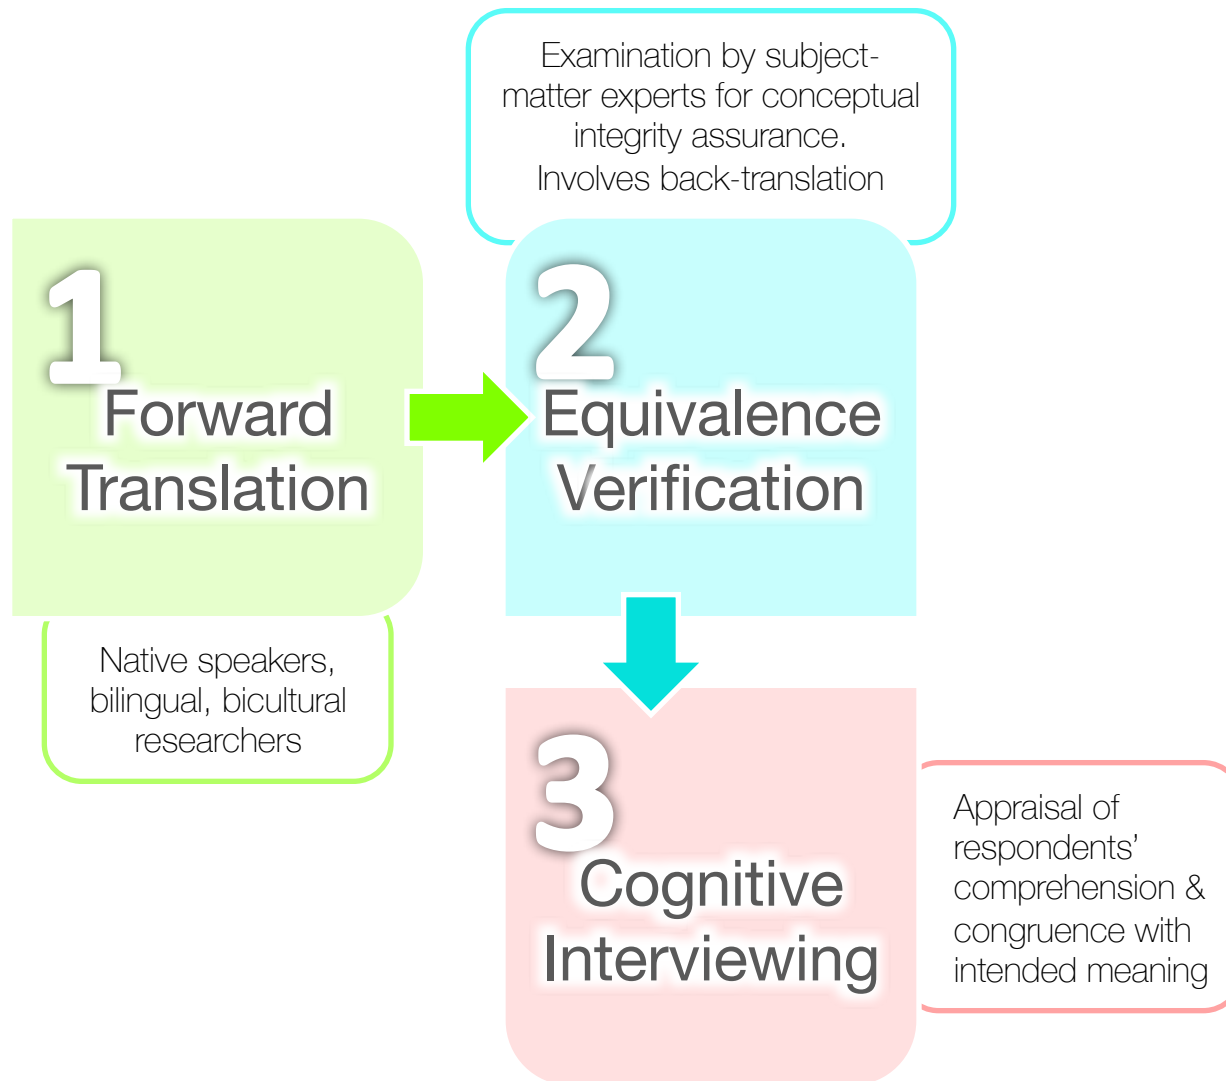 1
Forward
Translation
Native speakers,
bilingual, bicultural
researchers
Examination by subject-
matter experts for conceptual
integrity assurance.
Involves back-translation
2
Equivalence
Verification
3
Cognitive
Interviewing
Appraisal of
respondents’
comprehension &
congruence with
intended meaning